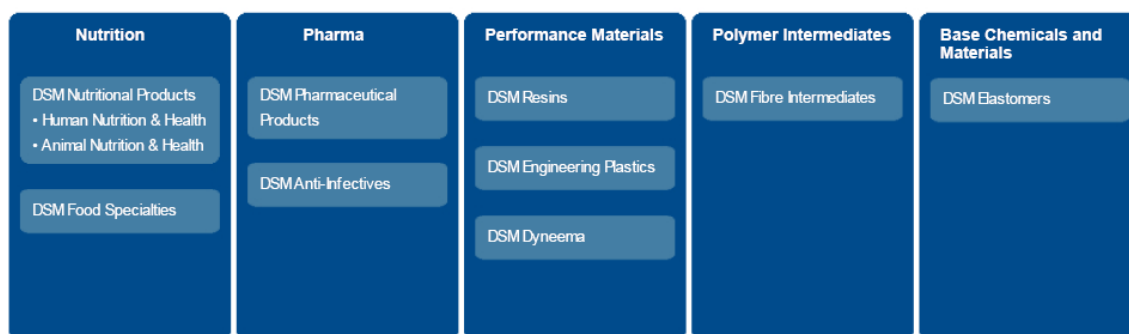 Nutrition
DSM Nutritional Products
• Human Nutrition & Health
• Animal Nutrition & Health
DSM Food Specialties
Pharma
DSM Pharmaceutical
Products
DSM Anti-Infectives
Performance Materials
DSM Resins
DSM Engineering Plastics
DSM Dyneema
Polymer Intermediates
DSM Fibre Intermediates
Base Chemicals and
Materials
DSM Elastomers